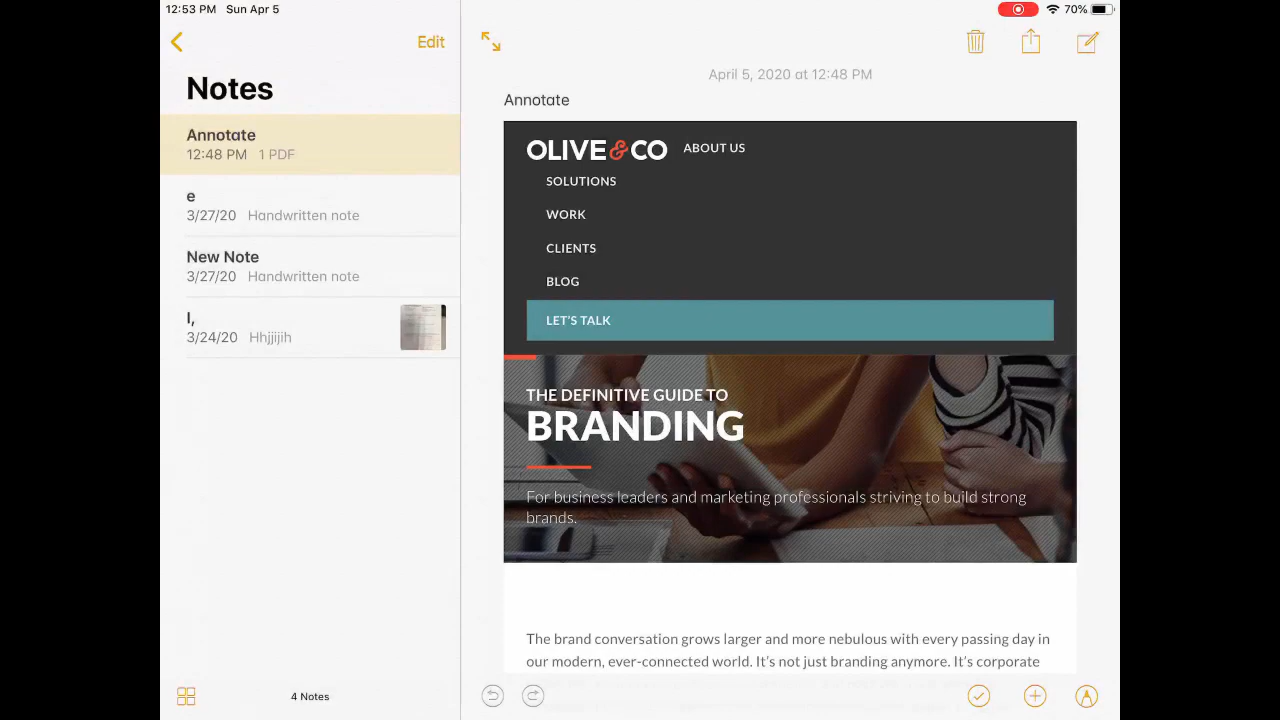 12:53 PM Sun Apr 5
70%
Edit
Notes
Annotate
12:48 PM 1 PDF
e
3/27/20 Handwritten note
New Note
3/27/20 Handwritten note
I,
3/24/20 Hhjjijih
4 Notes
April 5, 2020 at 12:48 PM
Annotate
OLIVE&CO ABOUT US
SOLUTIONS
WORK
CLIENTS
BLOG
LET'S TALK
THE DEFINITIVE GUIDE TO
BRANDING
For business leaders and marketing professionals striving to build strong
brands.
The brand conversation grows larger and more nebulous with every passing day in
our modern, ever-connected world. It's not just branding anymore. It's corporate